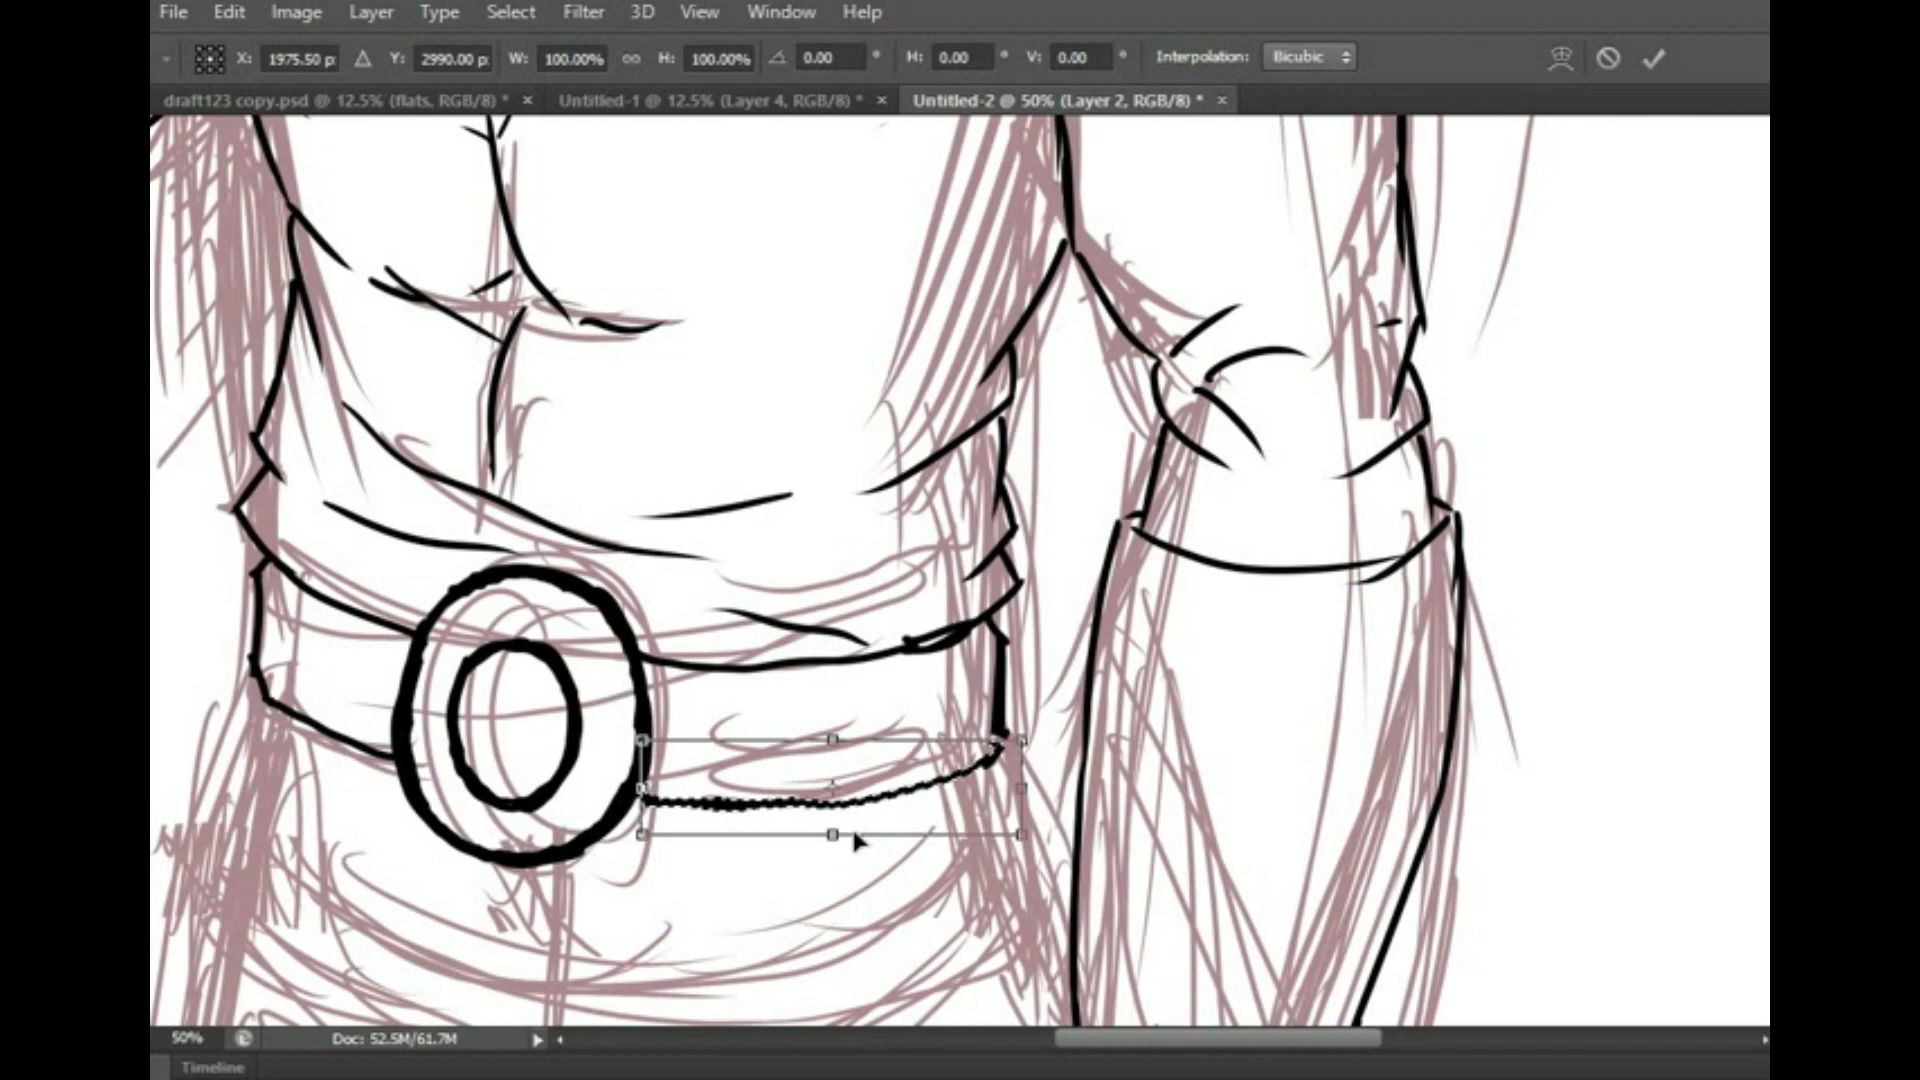 File Edit Image Layer Type Select Filter 3D View Window Help
X: 1975.50 p: Y: 2990.00 p: W: 100.00% H: 100.00% 0.00 ° H: 0.00 ° V: 0.00 ° Interpolation: Bicubic
draft123 copy.psd @ 12.5% (flats, RGB/8) * × Untitled-1 @ 12.5% (Layer 4, RGB/8) * × Untitled-2 @ 50% (Layer 2, RGB/8) * ×
50% Doc: 52.5M/61.7M
Timeline